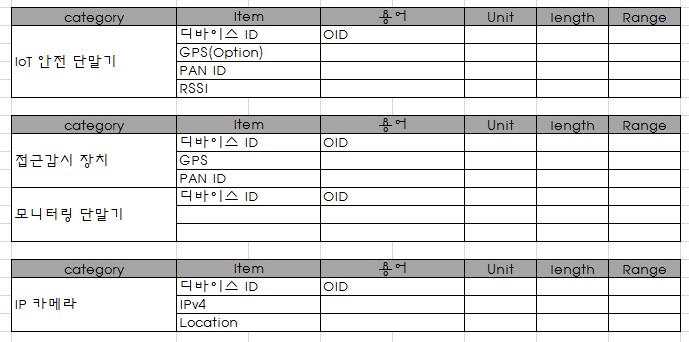 category Item 용어 Unit length Range
IoT 안전 단말기 디바이스 ID OID
GPS(Option)
PAN ID
RSSI
category Item 용어 Unit length Range
접근감시 장치 디바이스 ID OID
GPS
PAN ID
모니터링 단말기 디바이스 ID OID
category Item 용어 Unit length Range
IP 카메라 디바이스 ID OID
IPv4
Location